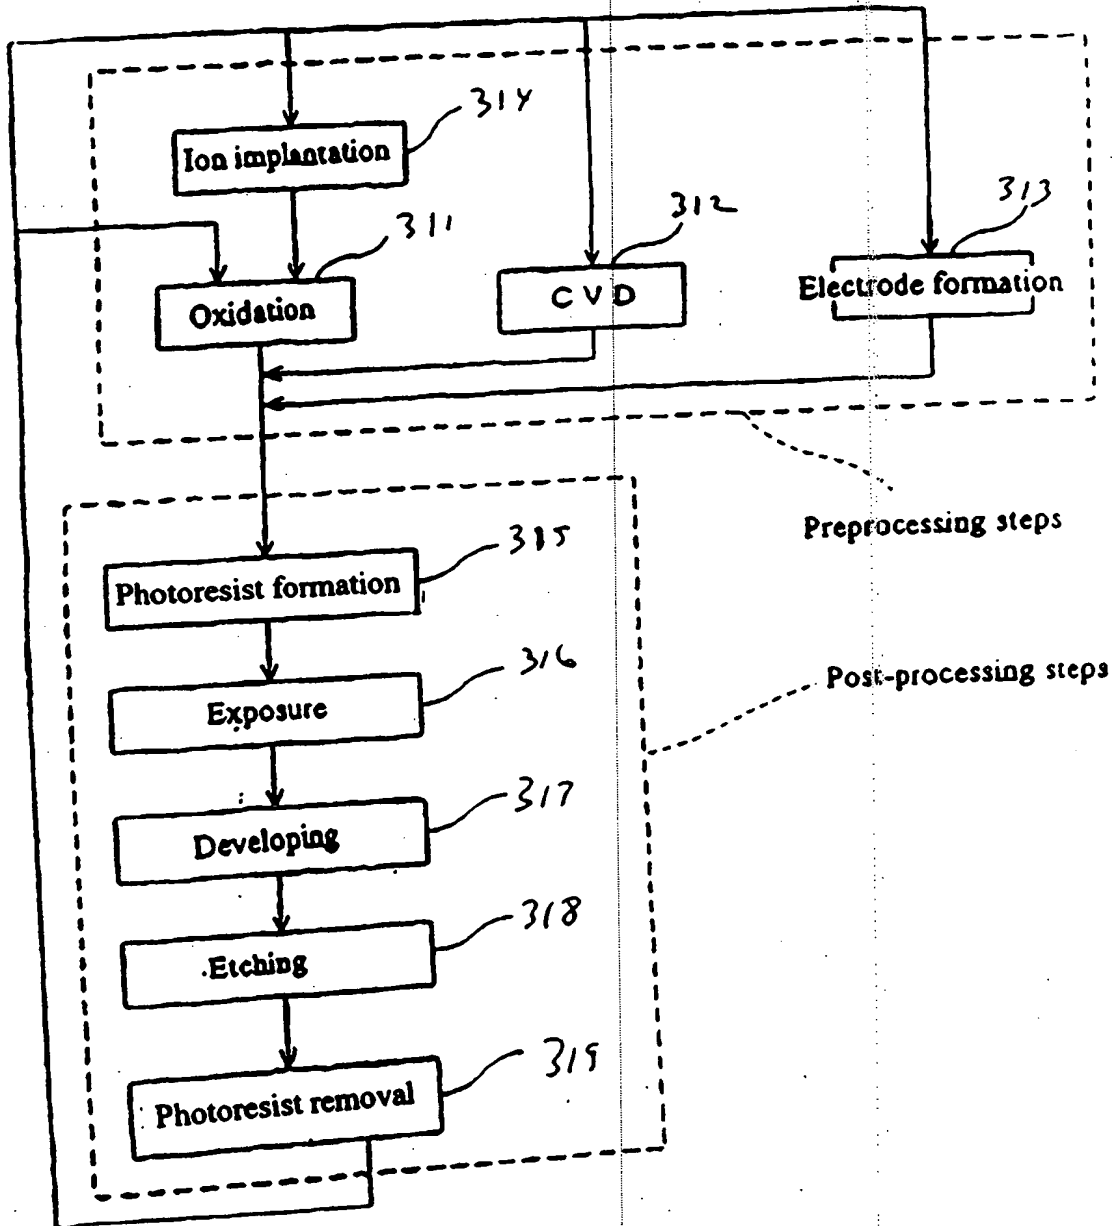 314
Ion implantation
311
312
313
Oxidation
CVD
Electrode formation
Preprocessing steps
315
Photoresist formation
316
Exposure
Post-processing steps
317
Developing
318
Etching
319
Photoresist removal